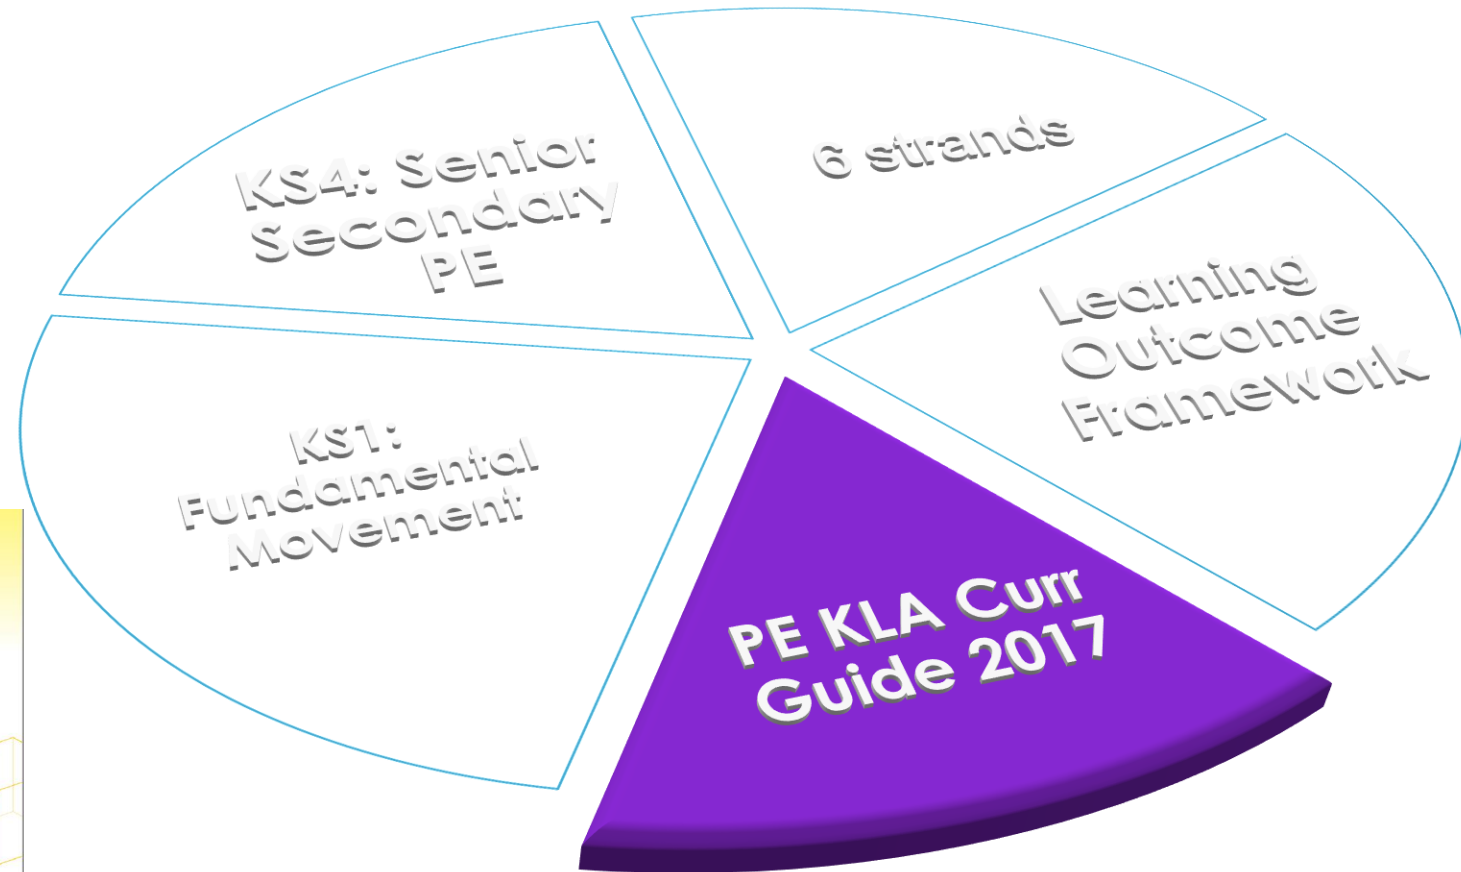 KS4: Senior
Secondary
PE
6 strands
Learning
Outcome
Framework
KS1:
Fundamental
Movement
PE KLA Curr
Guide 2017